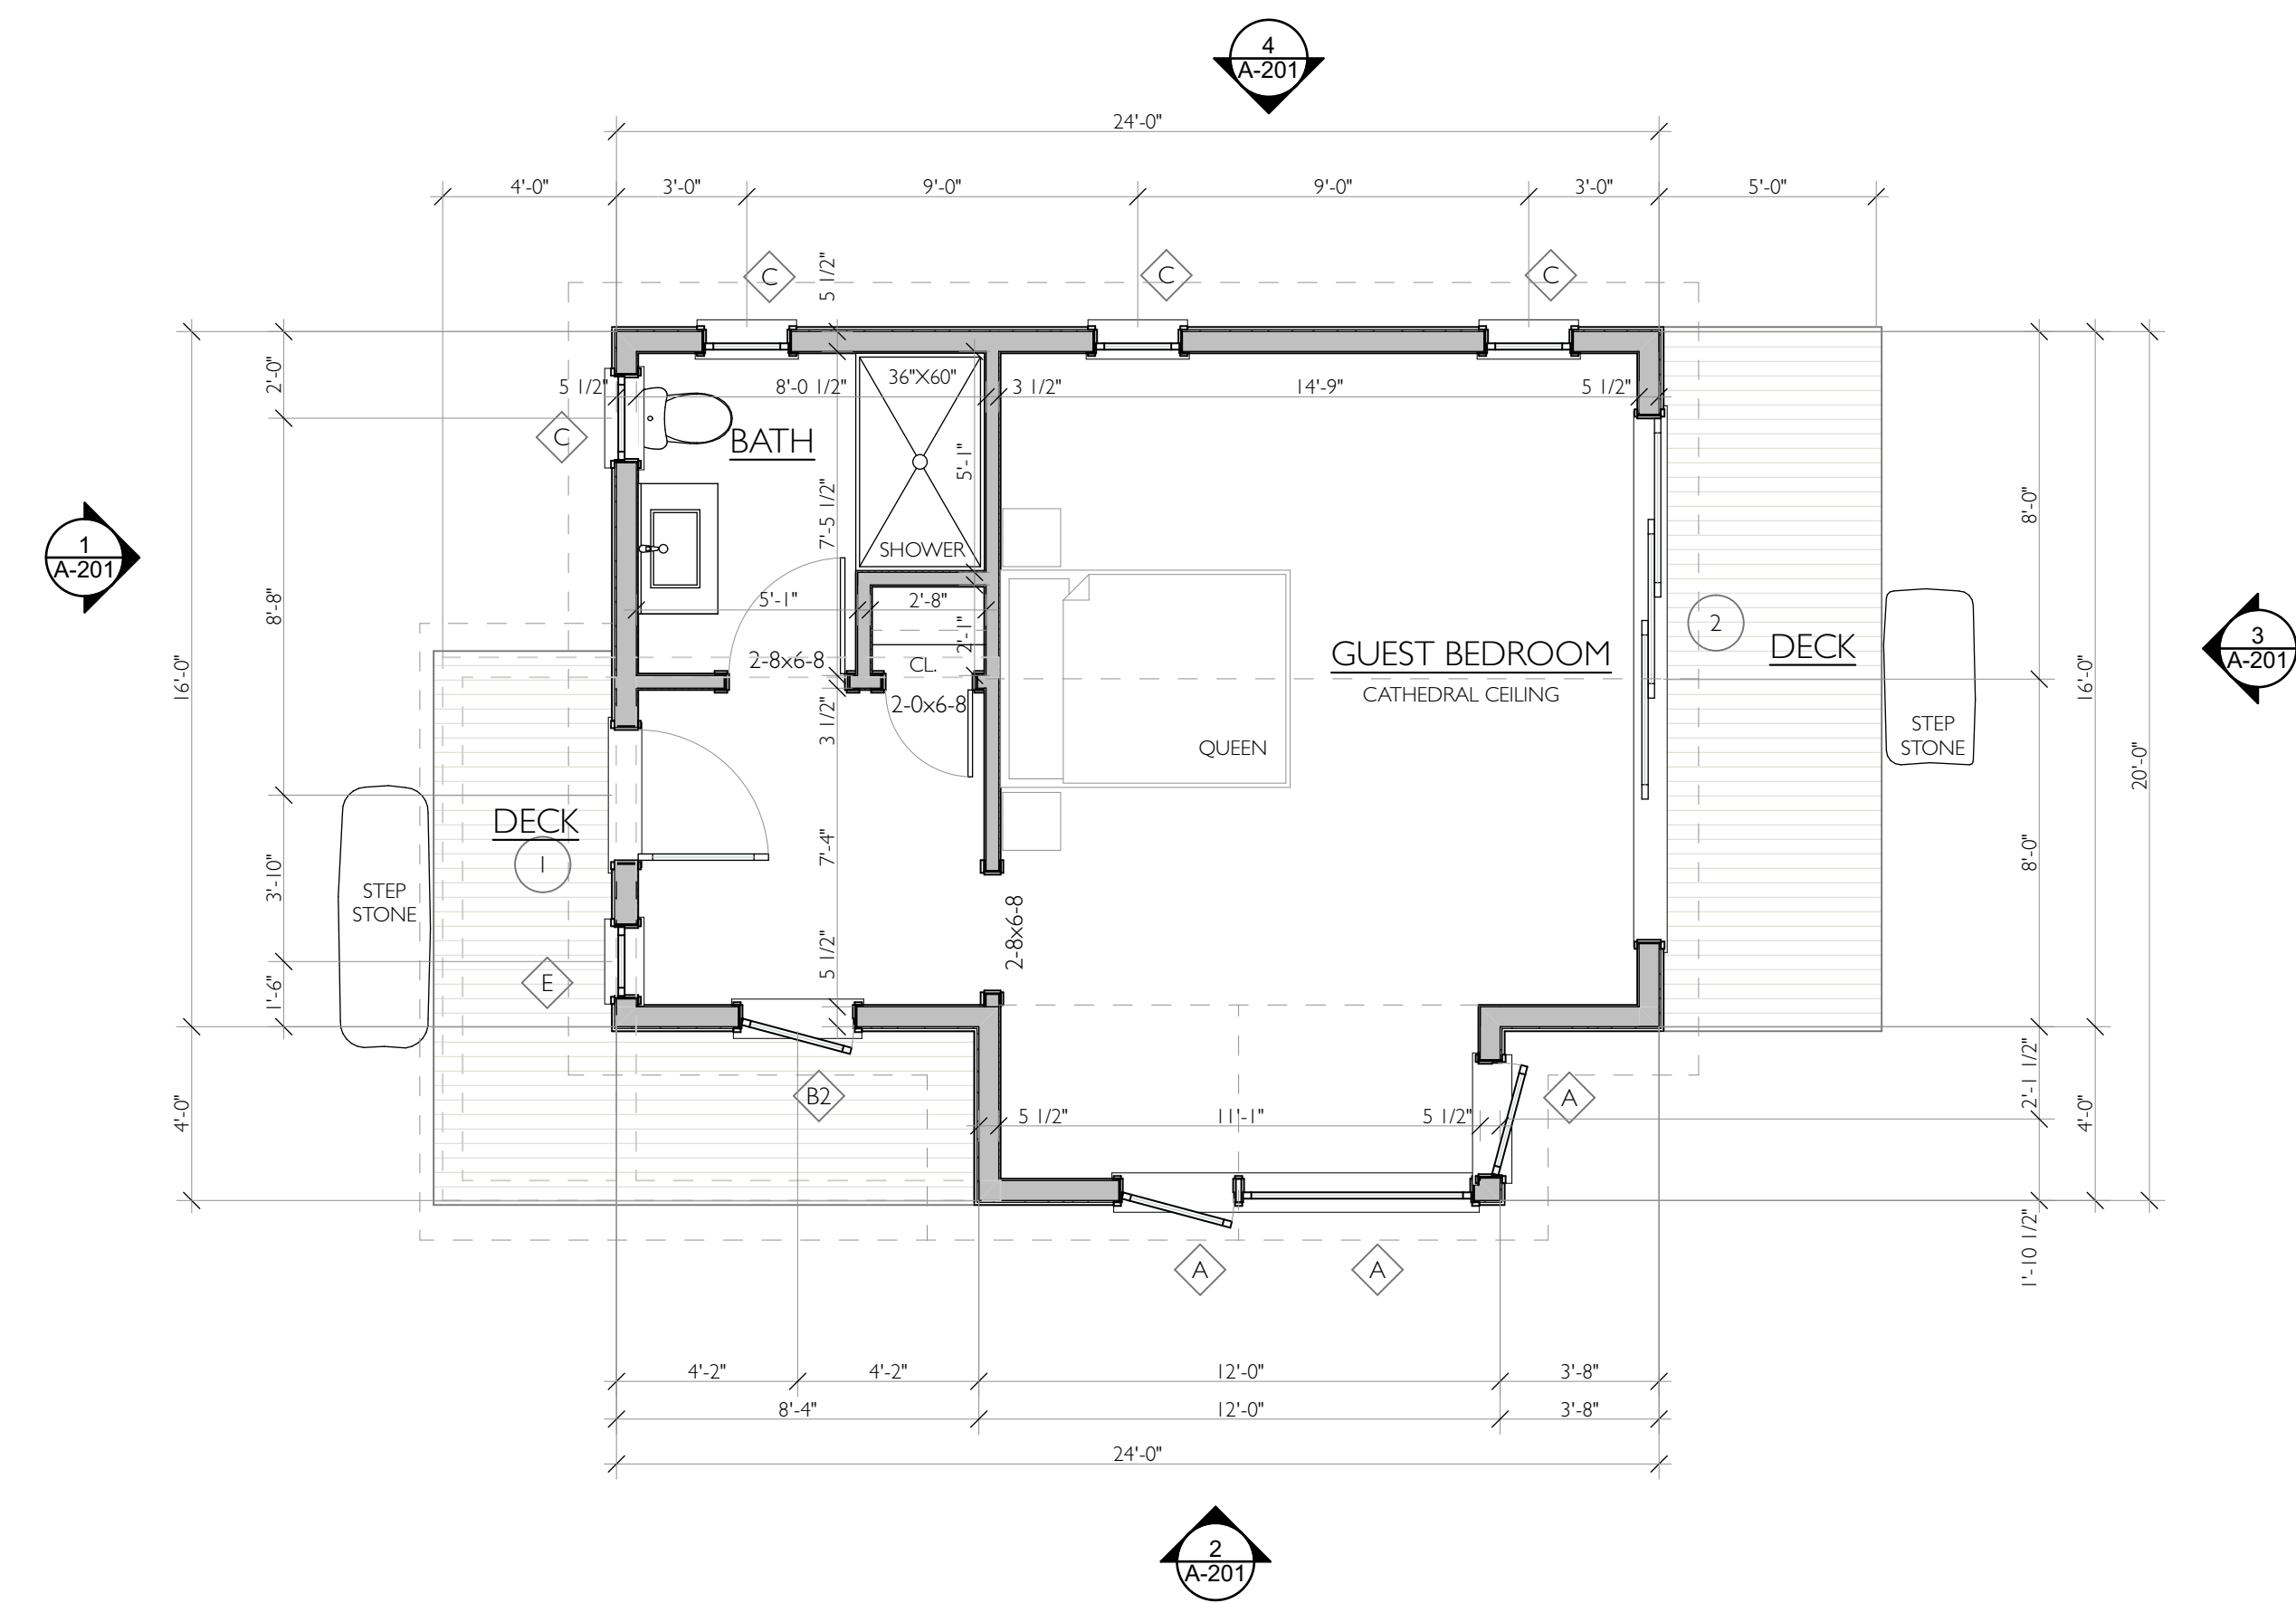 4
A-201
24'-0"
4'-0"
3'-0"
9'-0"
9'-0"
3'-0"
5'-0"
5 1/2"
C
C
C
2'-0"
5 1/2"
8'-0 1/2"
36"X60"
3 1/2"
14'-9"
5 1/2"
C
BATH
5'-1"
7'-5 1/2"
8'-0"
1
A-201
SHOWER
8'-8"
5'-1"
2'-8"
2'-1"
2
DECK
3
A-201
16'-0"
2-8x6-8
CL.
GUEST BEDROOM
CATHEDRAL CEILING
16'-0"
2-0x6-8
3 1/2"
QUEEN
STEP
STONE
20'-0"
DECK
7'-4"
8'-0"
1
3'-10"
STEP
STONE
2-8x6-8
5 1/2"
E
1'-6"
4'-0"
B2
5 1/2"
11'-1"
5 1/2"
A
2'-1 1/2"
4'-0"
1'-10 1/2"
A
A
4'-2"
4'-2"
12'-0"
3'-8"
8'-4"
12'-0"
3'-8"
24'-0"
2
A-201